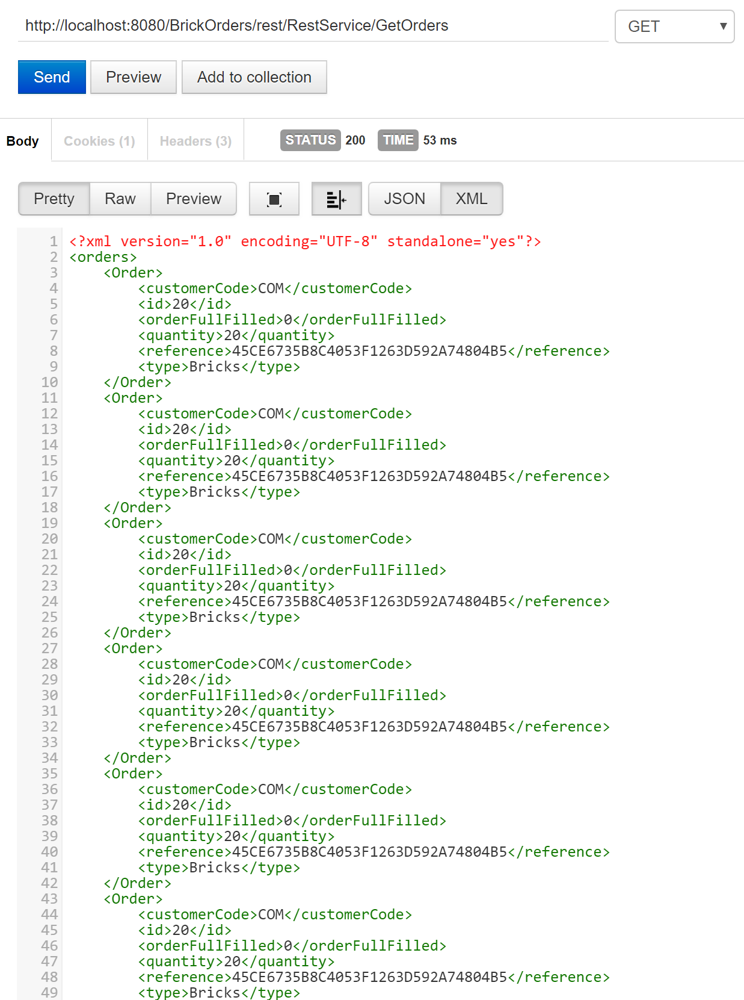 http://localhost:8080/BrickOrders/rest/RestService/GetOrders GET
Send Preview Add to collection
Body Cookies (1) Headers (3) STATUS 200 TIME 53 ms
Pretty Raw Preview JSON XML
1 <?xml version="1.0" encoding="UTF-8" standalone="yes"?>
2 <orders>
3 <Order>
4 <customerCode>COM</customerCode>
5 <id>20</id>
6 <orderFullFilled>0</orderFullFilled>
7 <quantity>20</quantity>
8 <reference>45CE6735B8C4053F1263D592A74804B5</reference>
9 <type>Bricks</type>
10 </Order>
11 <Order>
12 <customerCode>COM</customerCode>
13 <id>20</id>
14 <orderFullFilled>0</orderFullFilled>
15 <quantity>20</quantity>
16 <reference>45CE6735B8C4053F1263D592A74804B5</reference>
17 <type>Bricks</type>
18 </Order>
19 <Order>
20 <customerCode>COM</customerCode>
21 <id>20</id>
22 <orderFullFilled>0</orderFullFilled>
23 <quantity>20</quantity>
24 <reference>45CE6735B8C4053F1263D592A74804B5</reference>
25 <type>Bricks</type>
26 </Order>
27 <Order>
28 <customerCode>COM</customerCode>
29 <id>20</id>
30 <orderFullFilled>0</orderFullFilled>
31 <quantity>20</quantity>
32 <reference>45CE6735B8C4053F1263D592A74804B5</reference>
33 <type>Bricks</type>
34 </Order>
35 <Order>
36 <customerCode>COM</customerCode>
37 <id>20</id>
38 <orderFullFilled>0</orderFullFilled>
39 <quantity>20</quantity>
40 <reference>45CE6735B8C4053F1263D592A74804B5</reference>
41 <type>Bricks</type>
42 </Order>
43 <Order>
44 <customerCode>COM</customerCode>
45 <id>20</id>
46 <orderFullFilled>0</orderFullFilled>
47 <quantity>20</quantity>
48 <reference>45CE6735B8C4053F1263D592A74804B5</reference>
49 <type>Bricks</type>